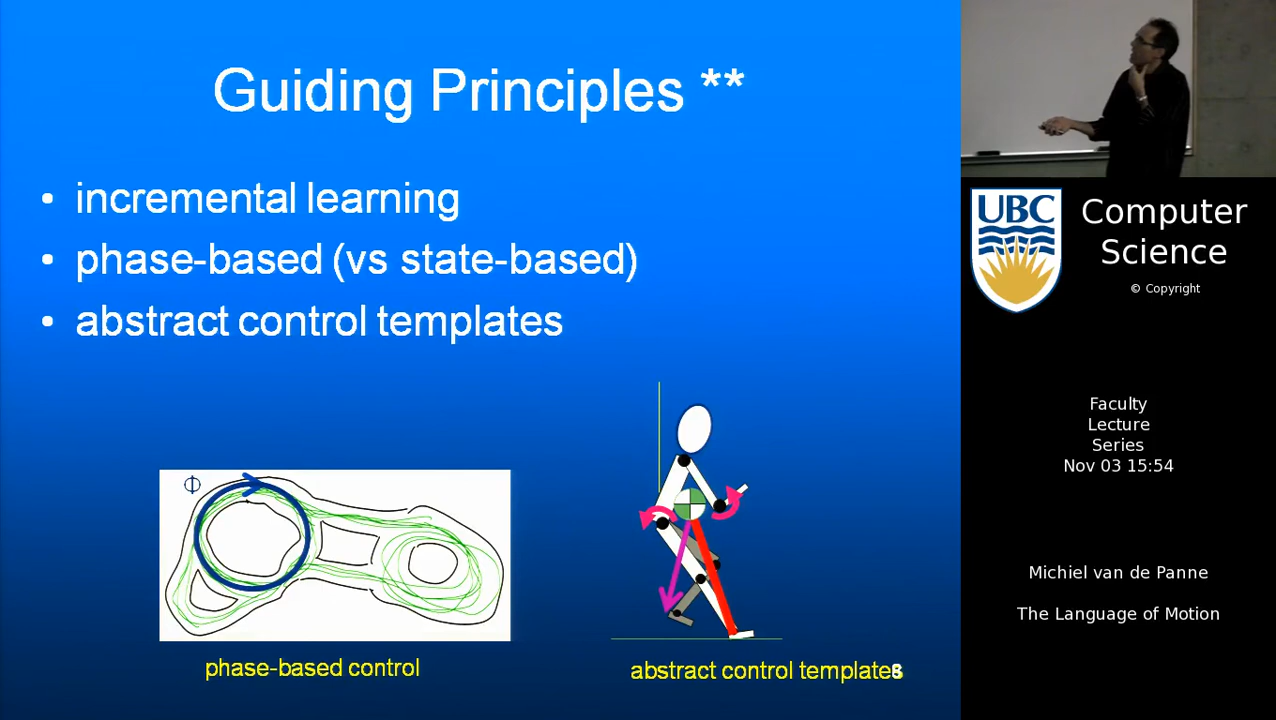 Guiding Principles **
• incremental learning
• phase-based (vs state-based)
• abstract control templates
Φ
phase-based control
abstract control templates
UBC
Computer
Science
© Copyright
Faculty
Lecture
Series
Nov 03 15:54
Michiel van de Panne
The Language of Motion